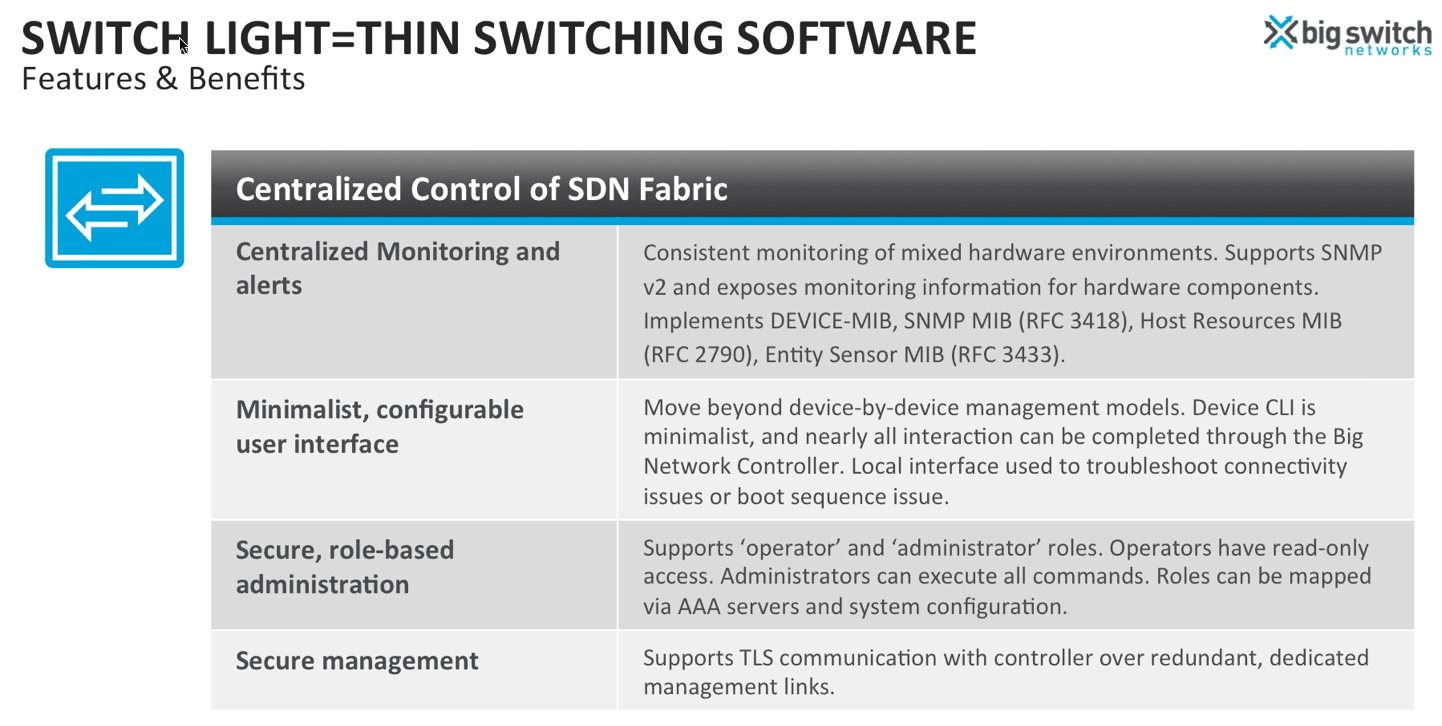 SWITCH LIGHT=THIN SWITCHING SOFTWARE
Features & Benefits
big switch
networks
Centralized Control of SDN Fabric
Centralized Monitoring and
alerts
Consistent monitoring of mixed hardware environments. Supports SNMP
v2 and exposes monitoring information for hardware components.
Implements DEVICE-MIB, SNMP MIB (RFC 3418), Host Resources MIB
(RFC 2790), Entity Sensor MIB (RFC 3433).
Minimalist, configurable
user interface
Move beyond device-by-device management models. Device CLI is
minimalist, and nearly all interaction can be completed through the Big
Network Controller. Local interface used to troubleshoot connectivity
issues or boot sequence issue.
Secure, role-based
administration
Supports ‘operator’ and ‘administrator’ roles. Operators have read-only
access. Administrators can execute all commands. Roles can be mapped
via AAA servers and system configuration.
Secure management
Supports TLS communication with controller over redundant, dedicated
management links.